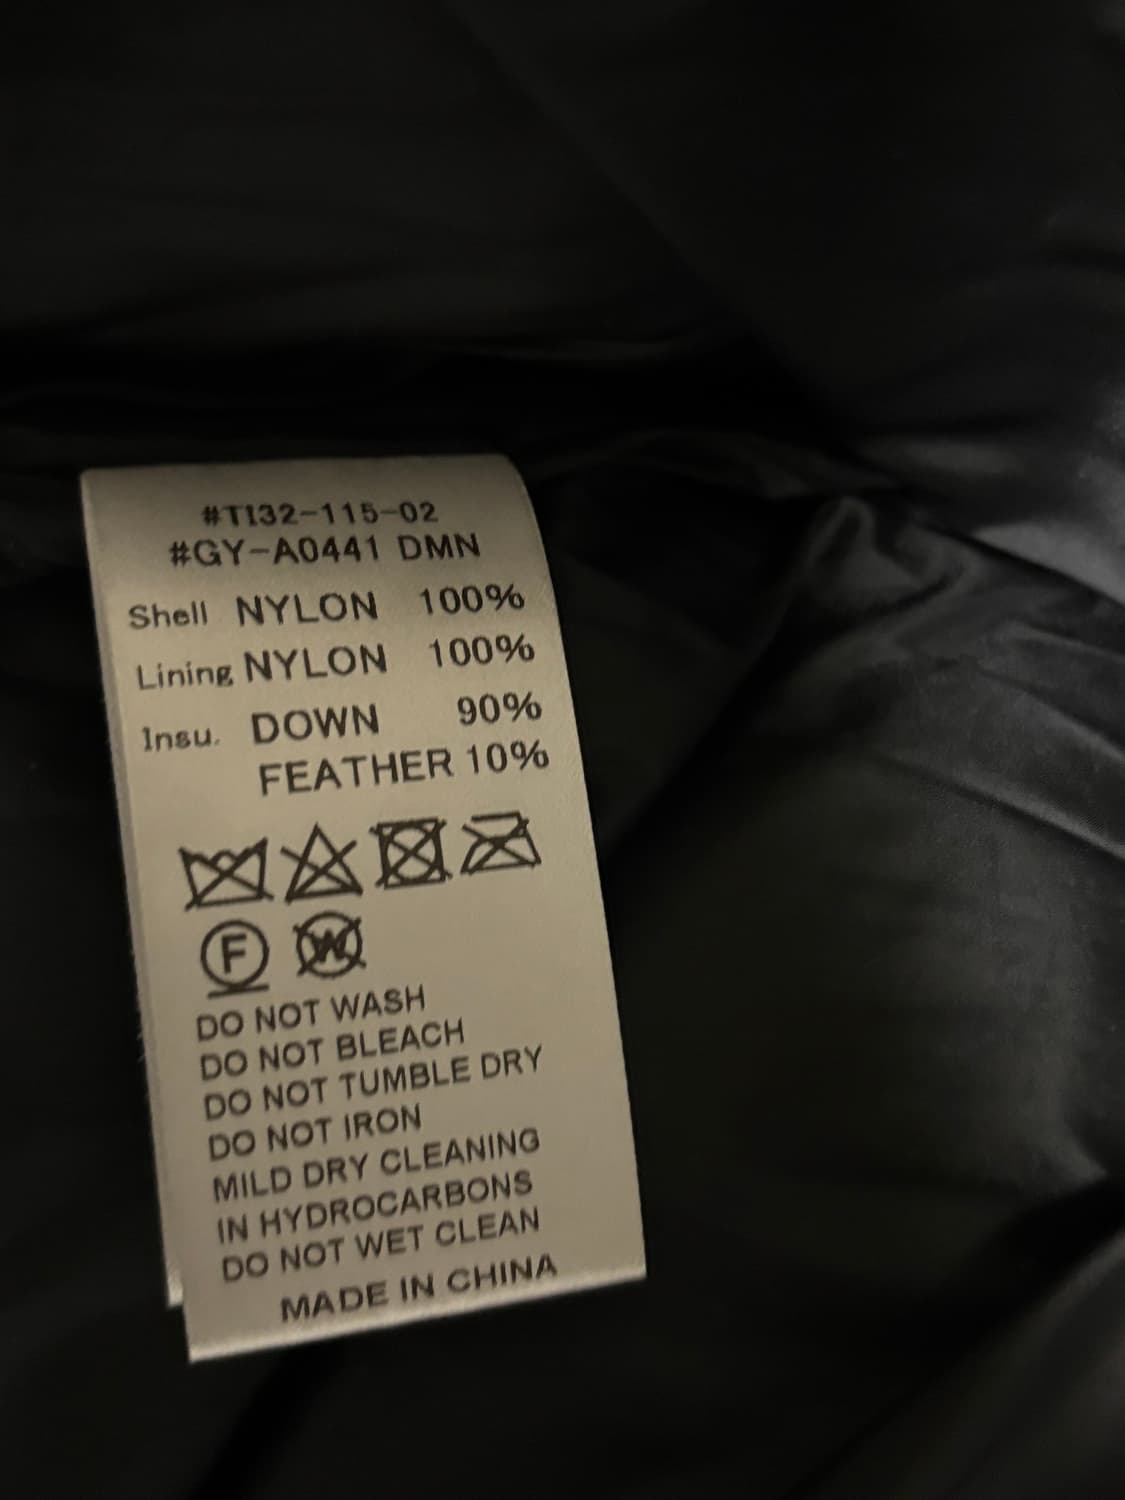 #TI32-115-02
#GY-A0441 DMN
Shell NYLON 100%
Lining NYLON 100%
Insu. DOWN 90%
FEATHER 10%
F W
DO NOT WASH
DO NOT BLEACH
DO NOT TUMBLE DRY
DO NOT IRON
MILD DRY CLEANING
IN HYDROCARBONS
DO NOT WET CLEAN
MADE IN CHINA